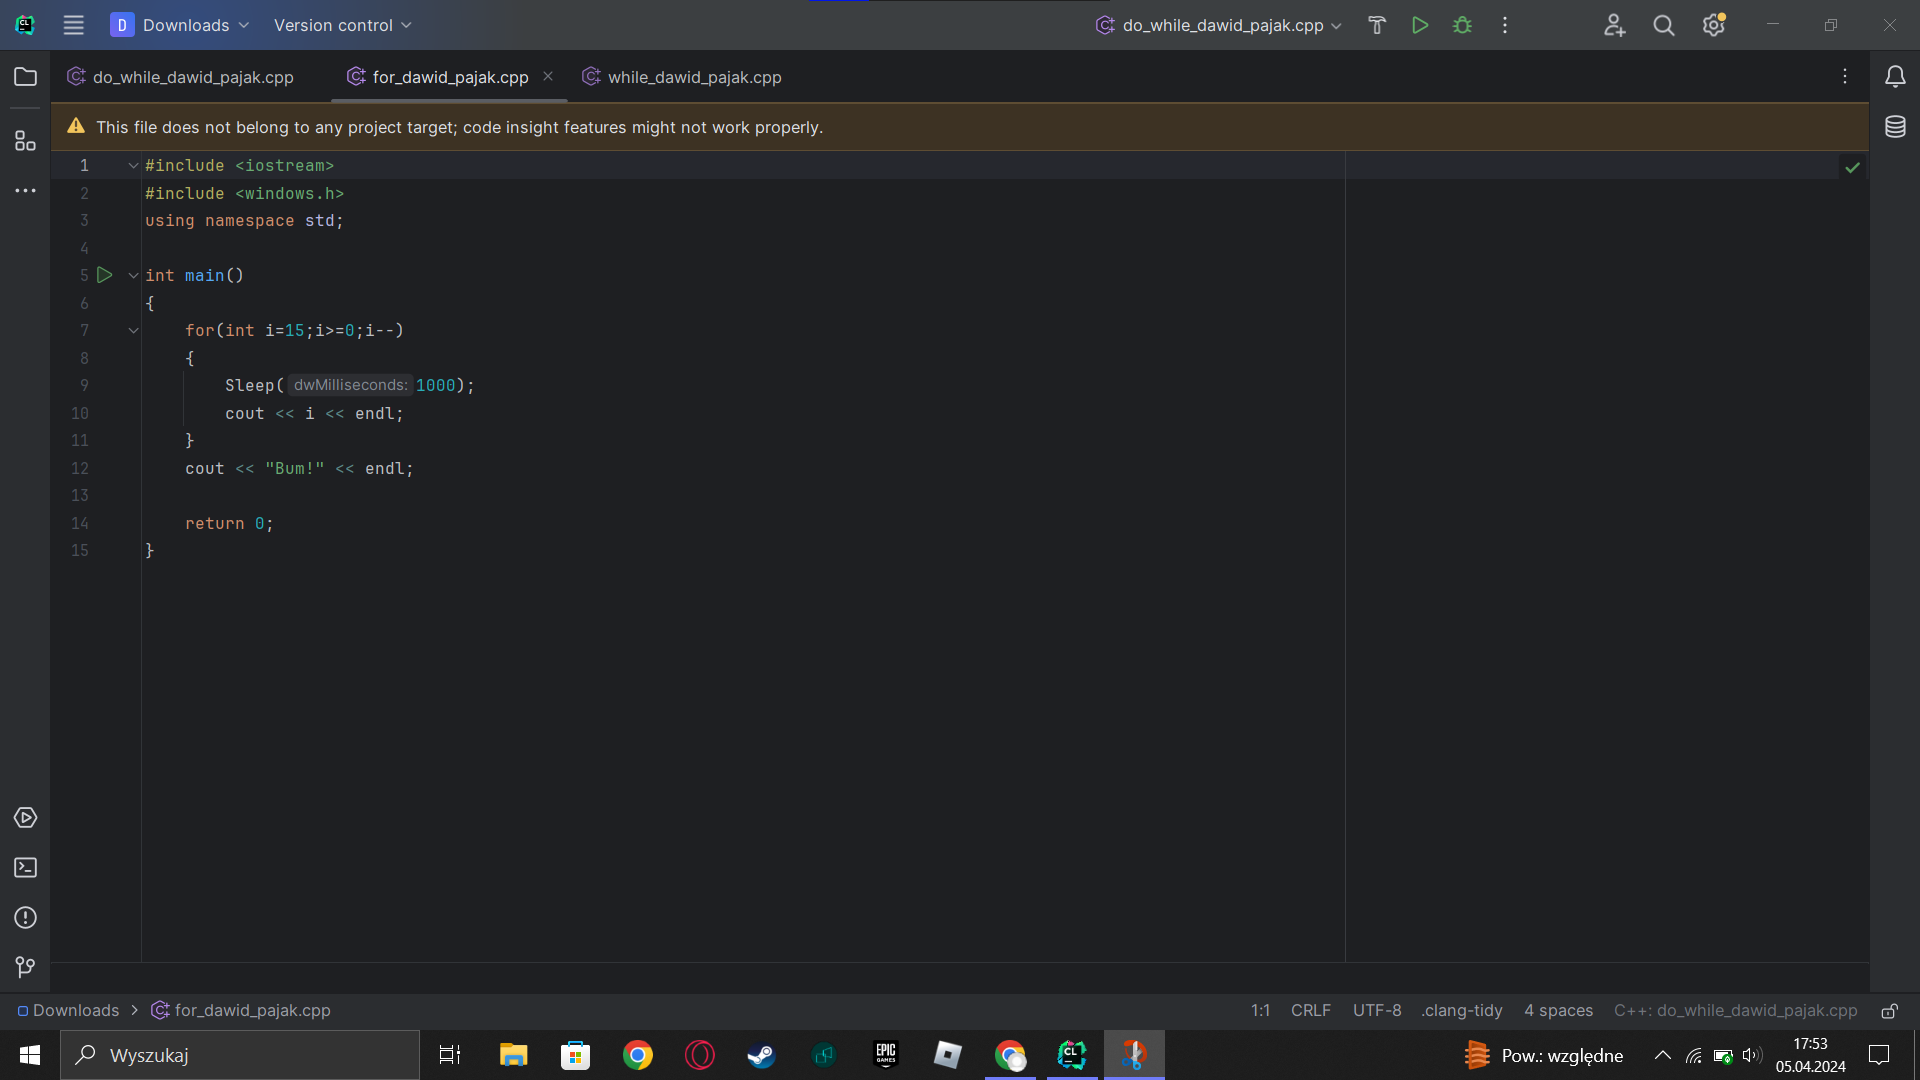 CL D Downloads Version control do_while_dawid_pajak.cpp
do_while_dawid_pajak.cpp for_dawid_pajak.cpp while_dawid_pajak.cpp
This file does not belong to any project target; code insight features might not work properly.
1 #include <iostream>
2 #include <windows.h>
3 using namespace std;
4
5 int main()
6 {
7 for(int i=15;i>=0;i--)
8 {
9 Sleep( dwMilliseconds: 1000);
10 cout << i << endl;
11 }
12 cout << "Bum!" << endl;
13
14 return 0;
15 }
Downloads > for_dawid_pajak.cpp 1:1 CRLF UTF-8 .clang-tidy 4 spaces C++: do_while_dawid_pajak.cpp
Wyszukaj EPIC GAMES CL Pow.: względne 17:53
05.04.2024